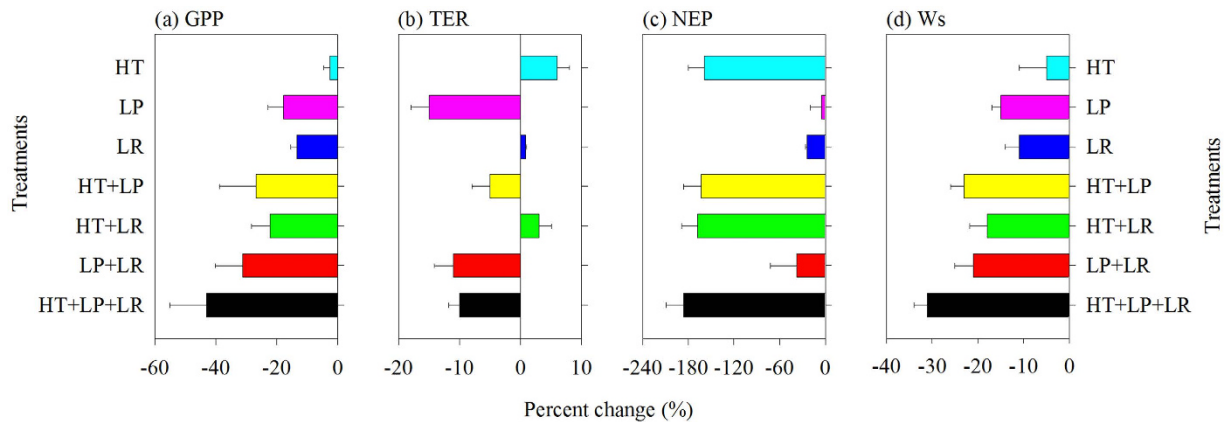 (a) GPP
(b) TER
(c) NEP
(d) Ws
Treatments
HT
LP
LR
HT+LP
HT+LR
LP+LR
HT+LP+LR
HT
LP
LR
HT+LP
HT+LR
LP+LR
HT+LP+LR
Treatments
-60 -40 -20 0
-20 -10 0 10
-240 -180 -120 -60 0
-40 -30 -20 -10 0
Percent change (%)